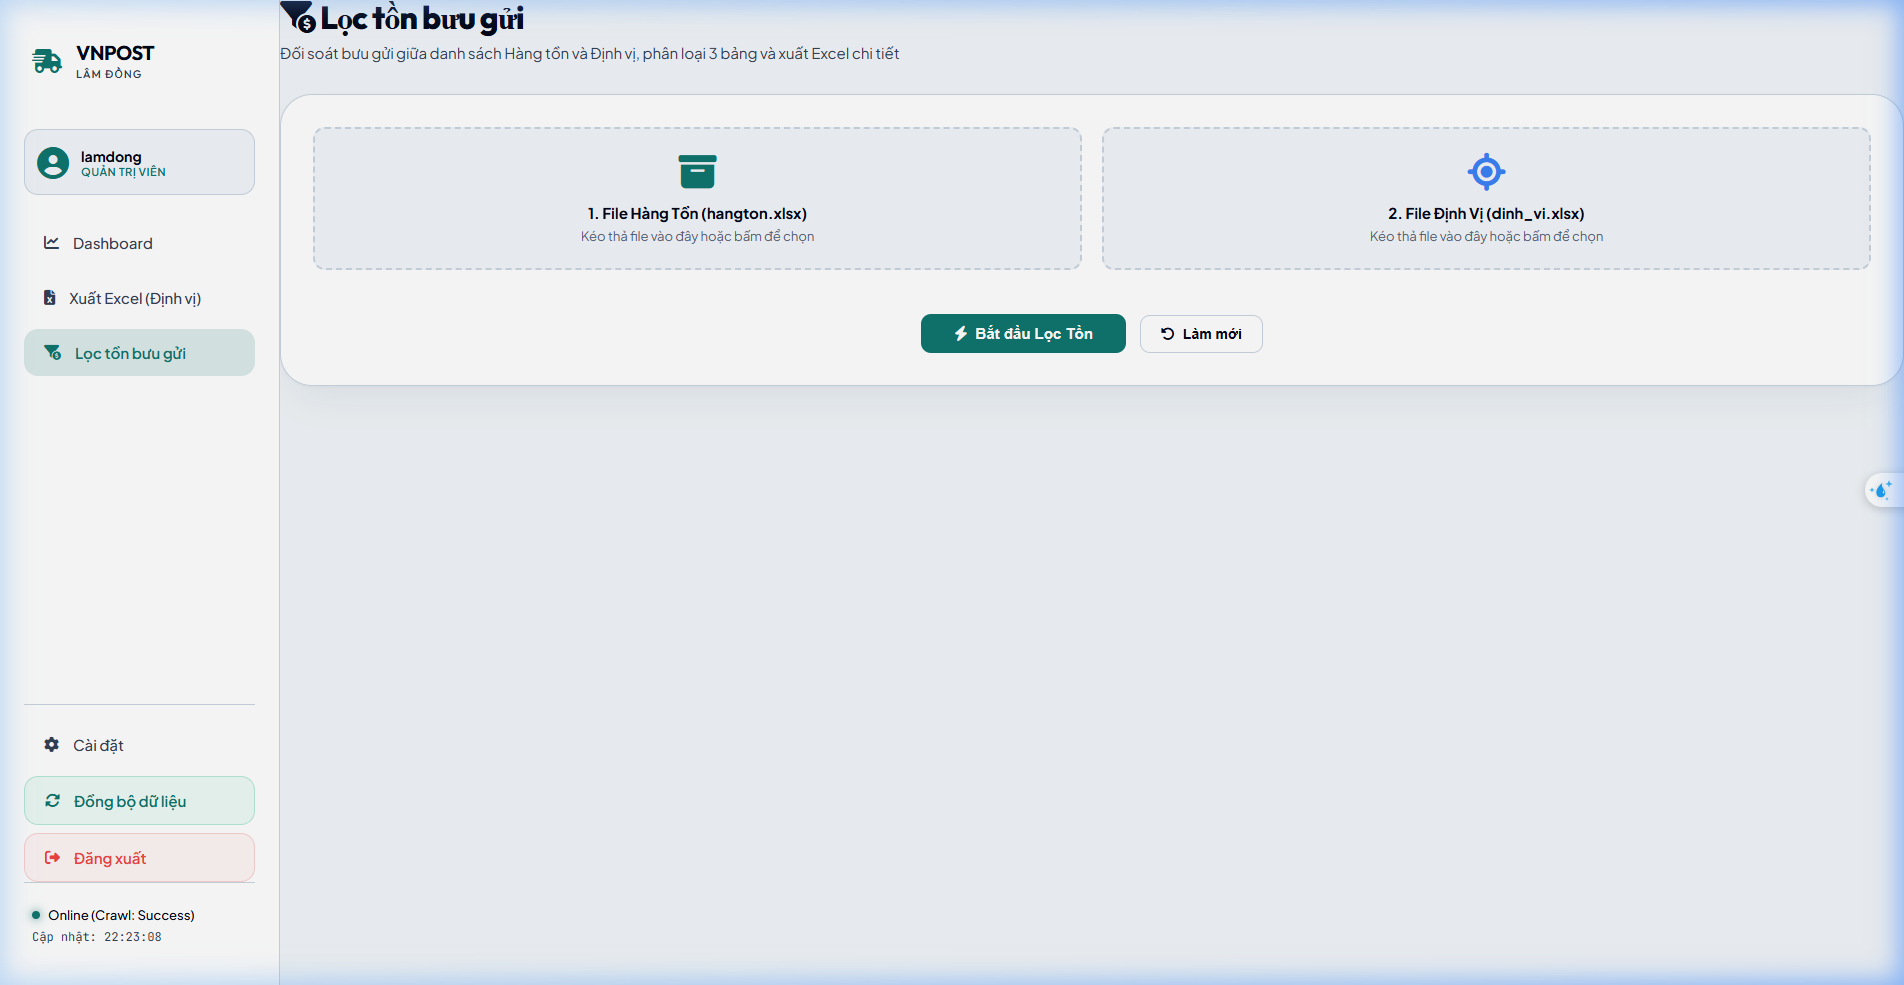 VNPOST
LÂM ĐỒNG
lamdong
QUẢN TRỊ VIÊN
Dashboard
Xuất Excel (Định vị)
Lọc tồn bưu gửi
Cài đặt
Đồng bộ dữ liệu
Đăng xuất
Online (Crawl: Success)
Cập nhật: 22:23:08
Lọc tồn bưu gửi
Đối soát bưu gửi giữa danh sách Hàng tồn và Định vị, phân loại 3 bảng và xuất Excel chi tiết
1. File Hàng Tồn (hangton.xlsx)
Kéo thả file vào đây hoặc bấm để chọn
2. File Định Vị (dinh_vi.xlsx)
Kéo thả file vào đây hoặc bấm để chọn
Bắt đầu Lọc Tồn
Làm mới